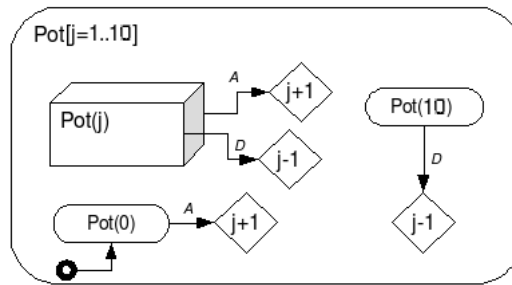 Pot[j=1..10]
A
j+1
Pot(j)
Pot(10)
D
j-1
D
A
Pot(0)
j+1
j-1